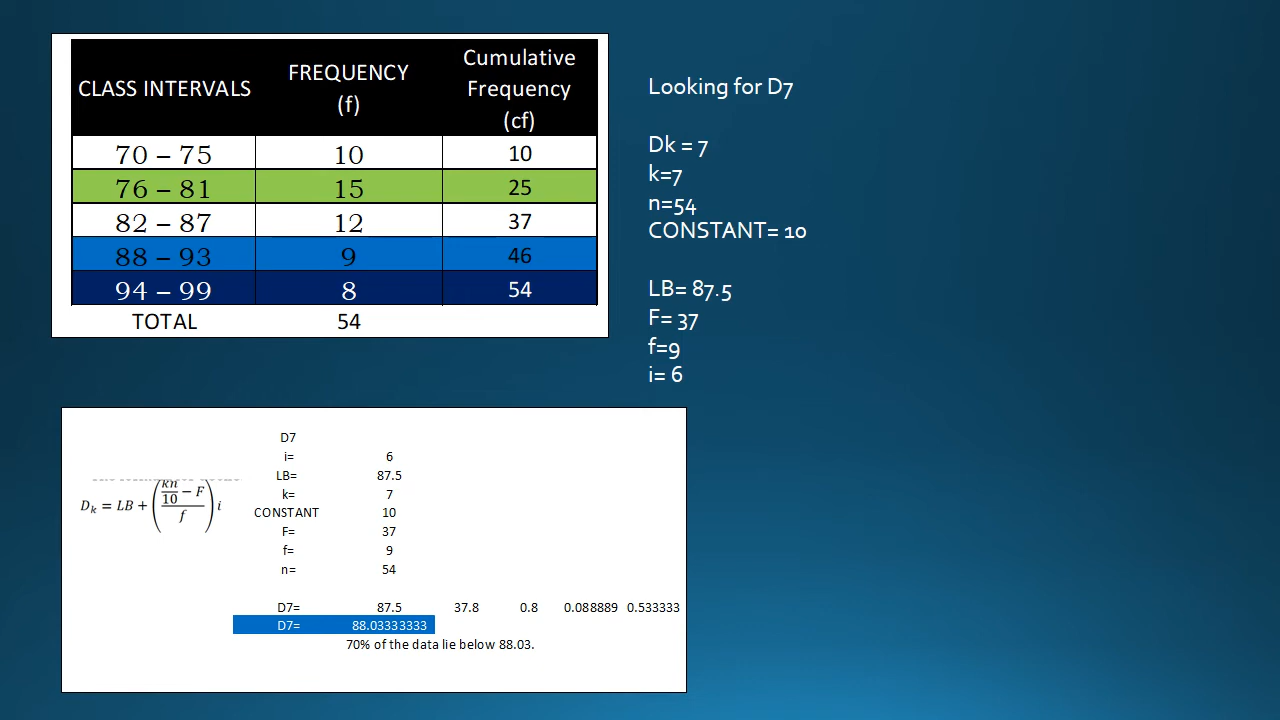 CLASS INTERVALS FREQUENCY (f) Cumulative Frequency (cf)
70 – 75 10 10
76 – 81 15 25
82 – 87 12 37
88 – 93 9 46
94 – 99 8 54
TOTAL 54
Looking for D7
Dk = 7
k=7
n=54
CONSTANT= 10
LB= 87.5
F= 37
f=9
i= 6
D7
i= 6
LB= 87.5
k= 7
CONSTANT 10
F= 37
f= 9
n= 54
Dₖ = LB + ((kn/10 − F)/f) i
D7= 87.5 37.8 0.8 0.088889 0.533333
D7= 88.03333333
70% of the data lie below 88.03.